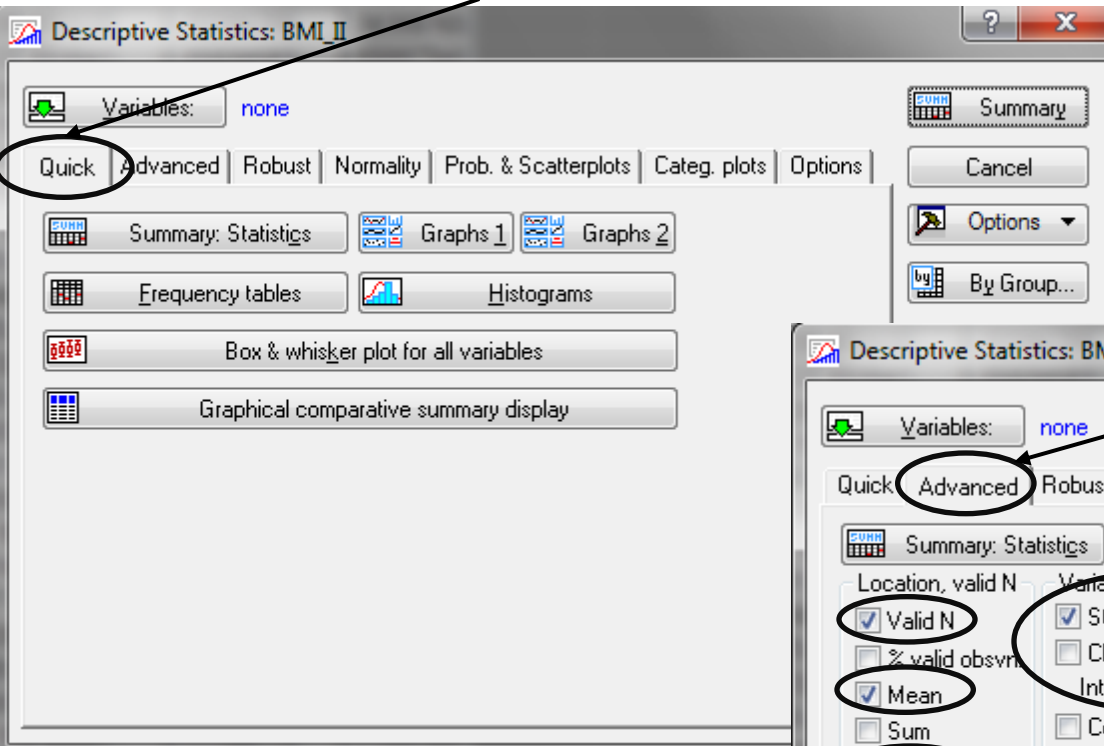 Descriptive Statistics: BMI_II
? X
Variables: none
Summary
Quick Advanced Robust Normality Prob. & Scatterplots Categ. plots Options
Cancel
Summary: Statistics Graphs 1 Graphs 2
Options
Frequency tables Histograms
By Group...
Box & whisker plot for all variables
Graphical comparative summary display
Descriptive Statistics:
Variables: none
Quick Advanced
Summary: Statistics
Location, valid N
Valid N
% valid obsvn.
Mean
Sum